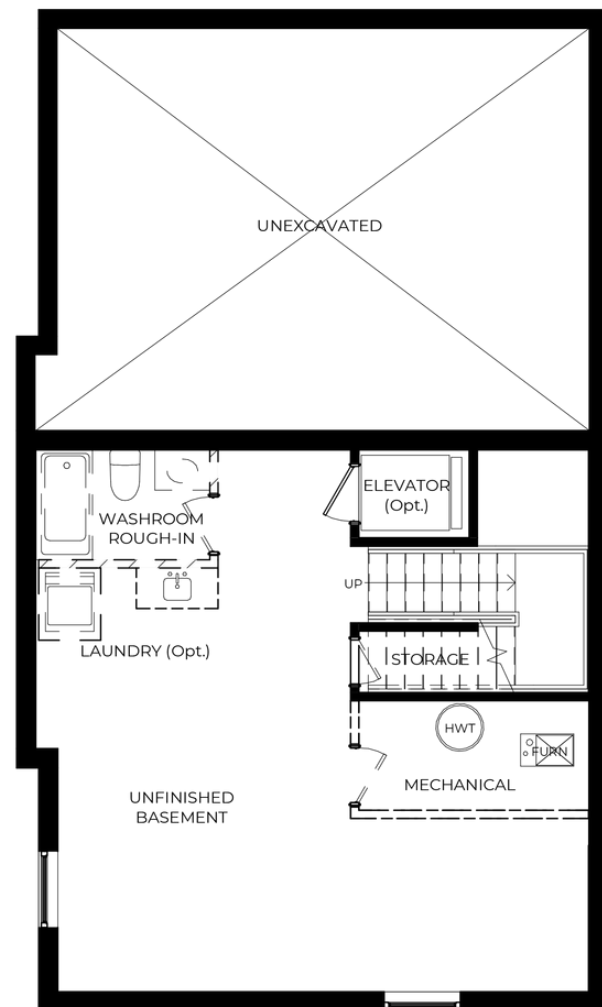 UNEXCAVATED
ELEVATOR
(Opt.)
WASHROOM
ROUGH-IN
UP
LAUNDRY (Opt.)
STORAGE
HWT
FURN
MECHANICAL
UNFINISHED
BASEMENT